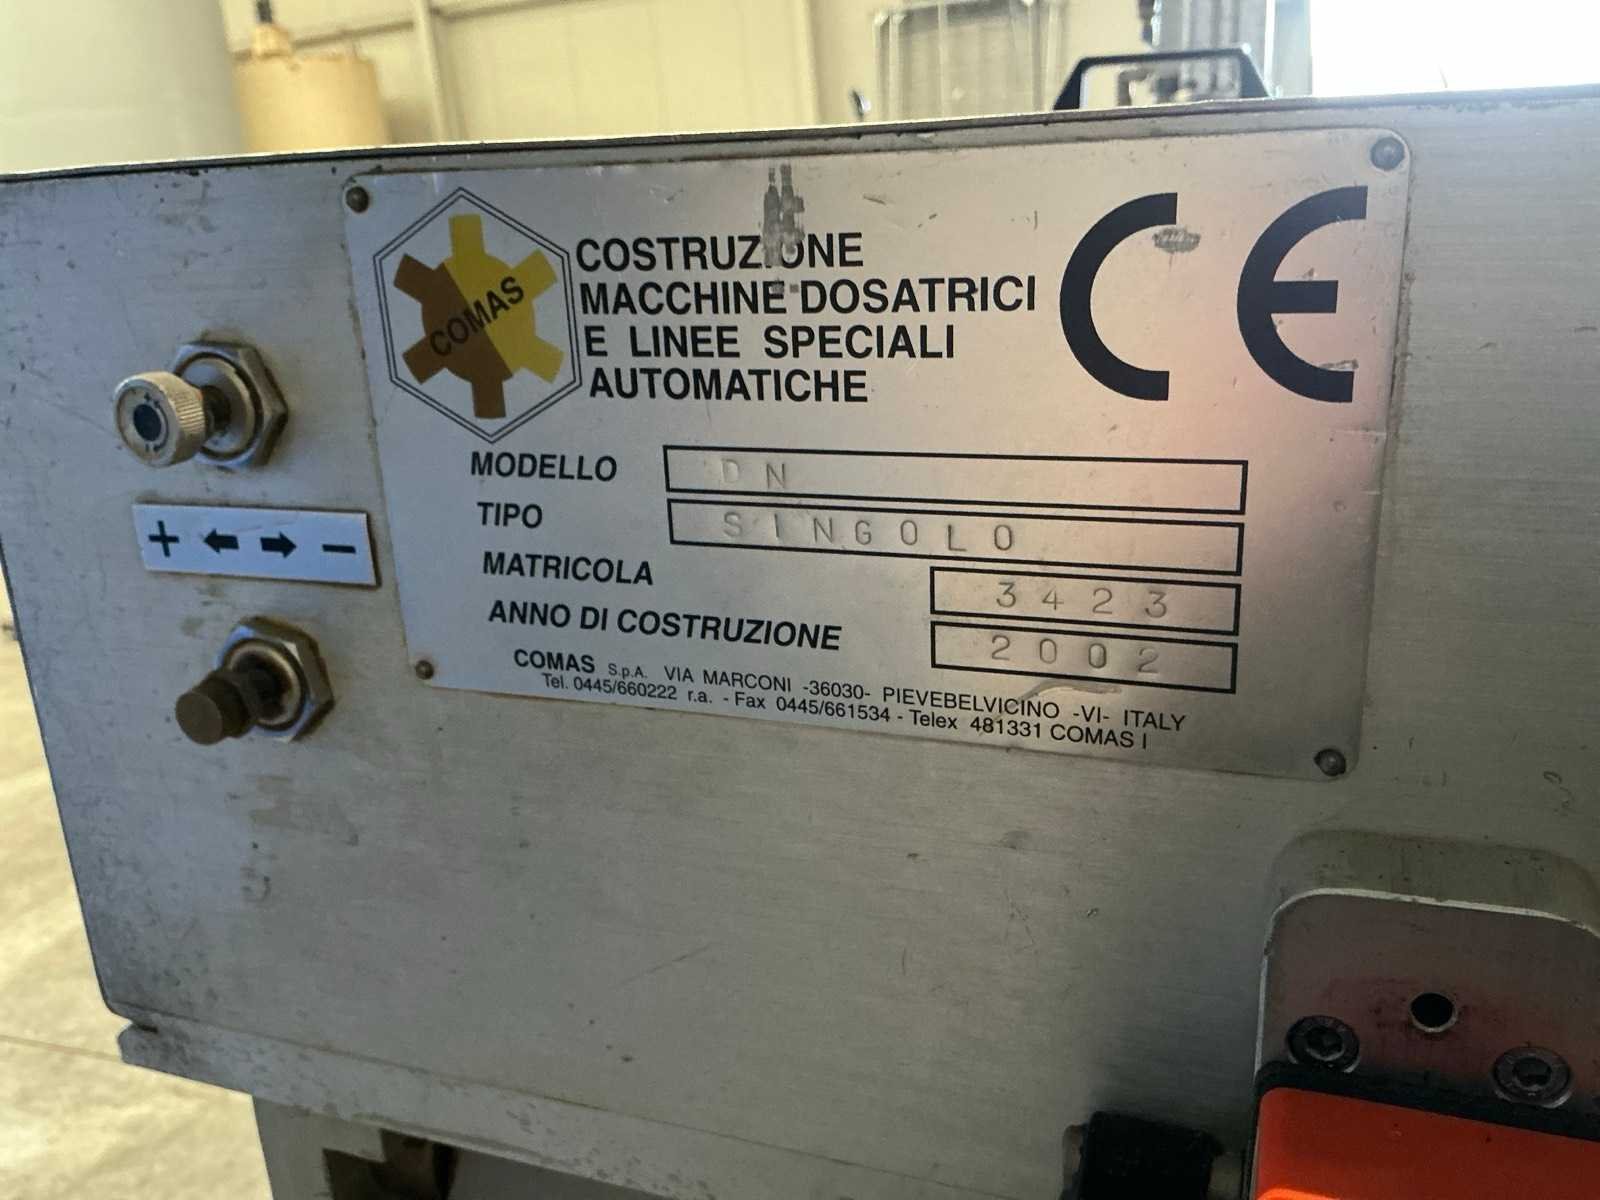 COMAS
COSTRUZIONE
MACCHINE DOSATRICI
E LINEE SPECIALI
AUTOMATICHE
CE
MODELLO DN
TIPO SINGOLO
MATRICOLA 3423
ANNO DI COSTRUZIONE 2002
COMAS S.p.A. VIA MARCONI -36030- PIEVEBELVICINO -VI- ITALY
Tel. 0445/660222 r.a. - Fax 0445/661534 - Telex 481331 COMAS I
+ ← → −